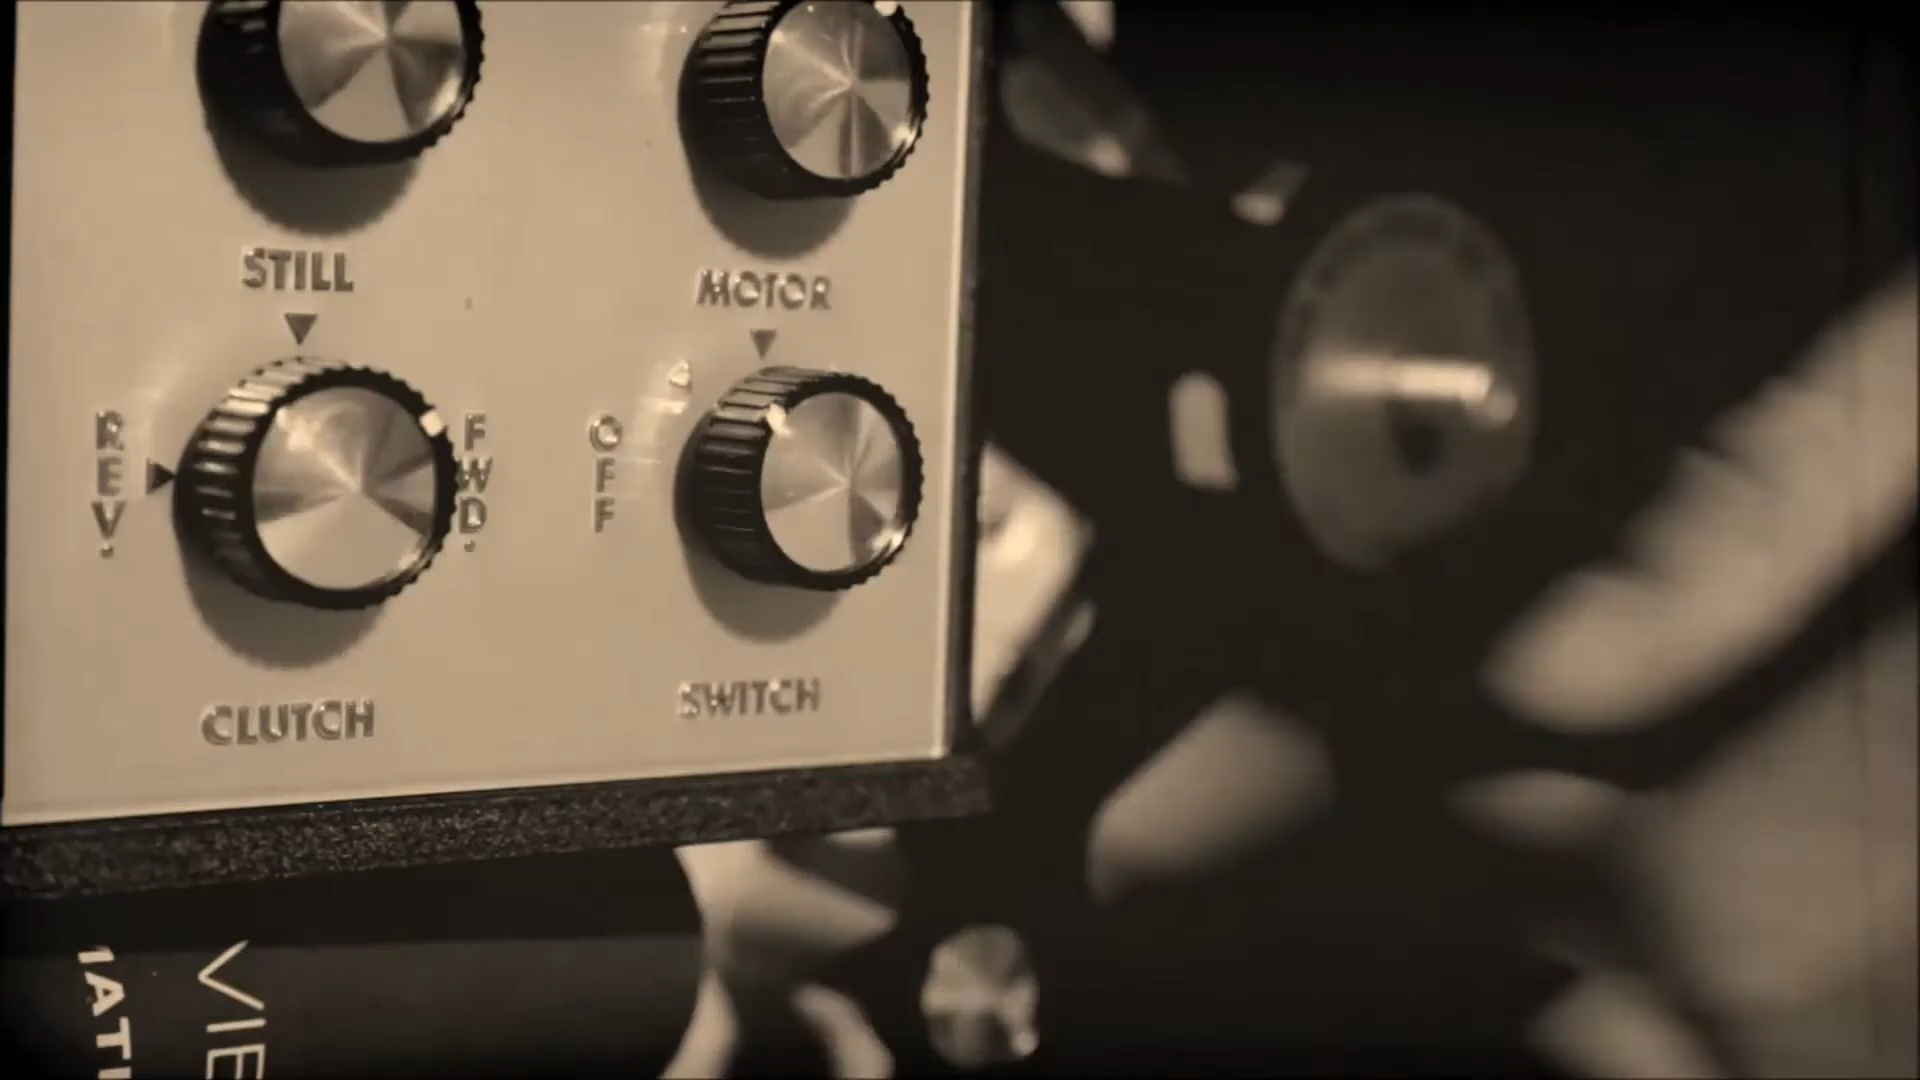 STILL
MOTOR
REV.
FWD.
OFF
CLUTCH
SWITCH